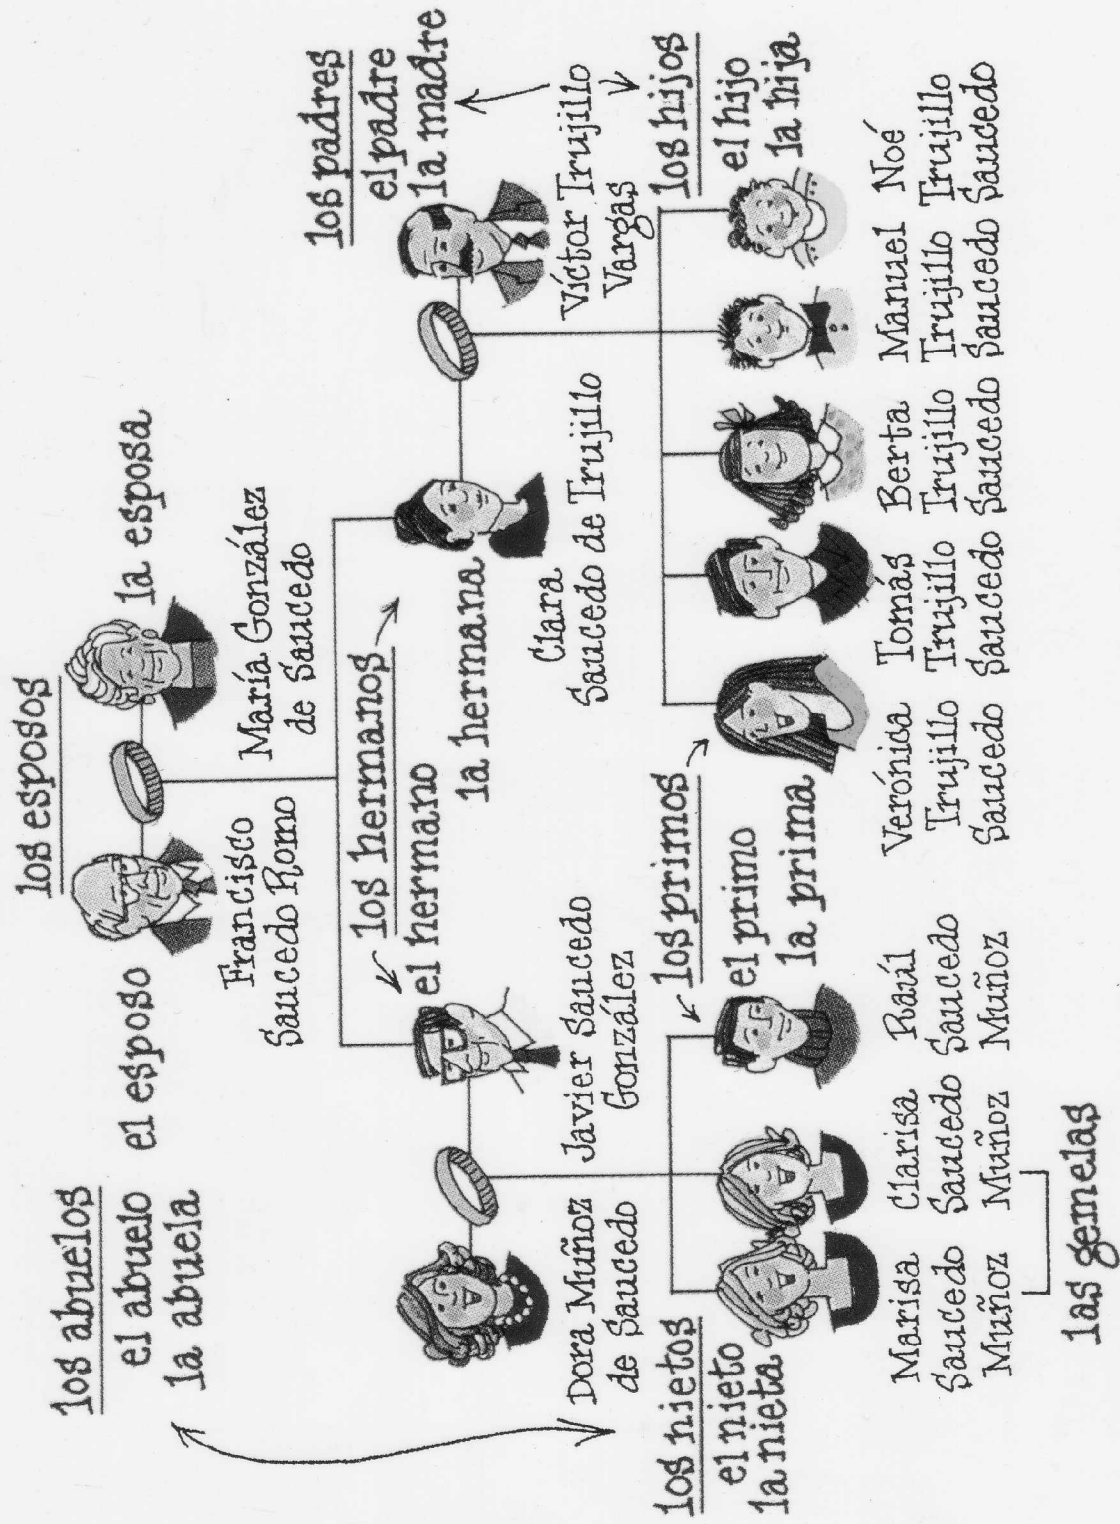 los abuelos
el abuelo
la abuela
los esposos
el esposo
la esposa
Francisco
Saucedo Romo
María González
de Saucedo
los hermanos
el hermano
la hermana
los padres
el padre
la madre
Dora Muñoz
de Saucedo
Javier Saucedo
González
Clara
Saucedo de Trujillo
Víctor Trujillo
Vargas
los nietos
el nieto
la nieta
los primos
el primo
la prima
los hijos
el hijo
la hija
Marisa
Saucedo
Muñoz
Clarisa
Saucedo
Muñoz
Raúl
Saucedo
Muñoz
Verónica
Trujillo
Saucedo
Tomás
Trujillo
Saucedo
Berta
Trujillo
Saucedo
Manuel
Trujillo
Saucedo
Noé
Trujillo
Saucedo
las gemelas